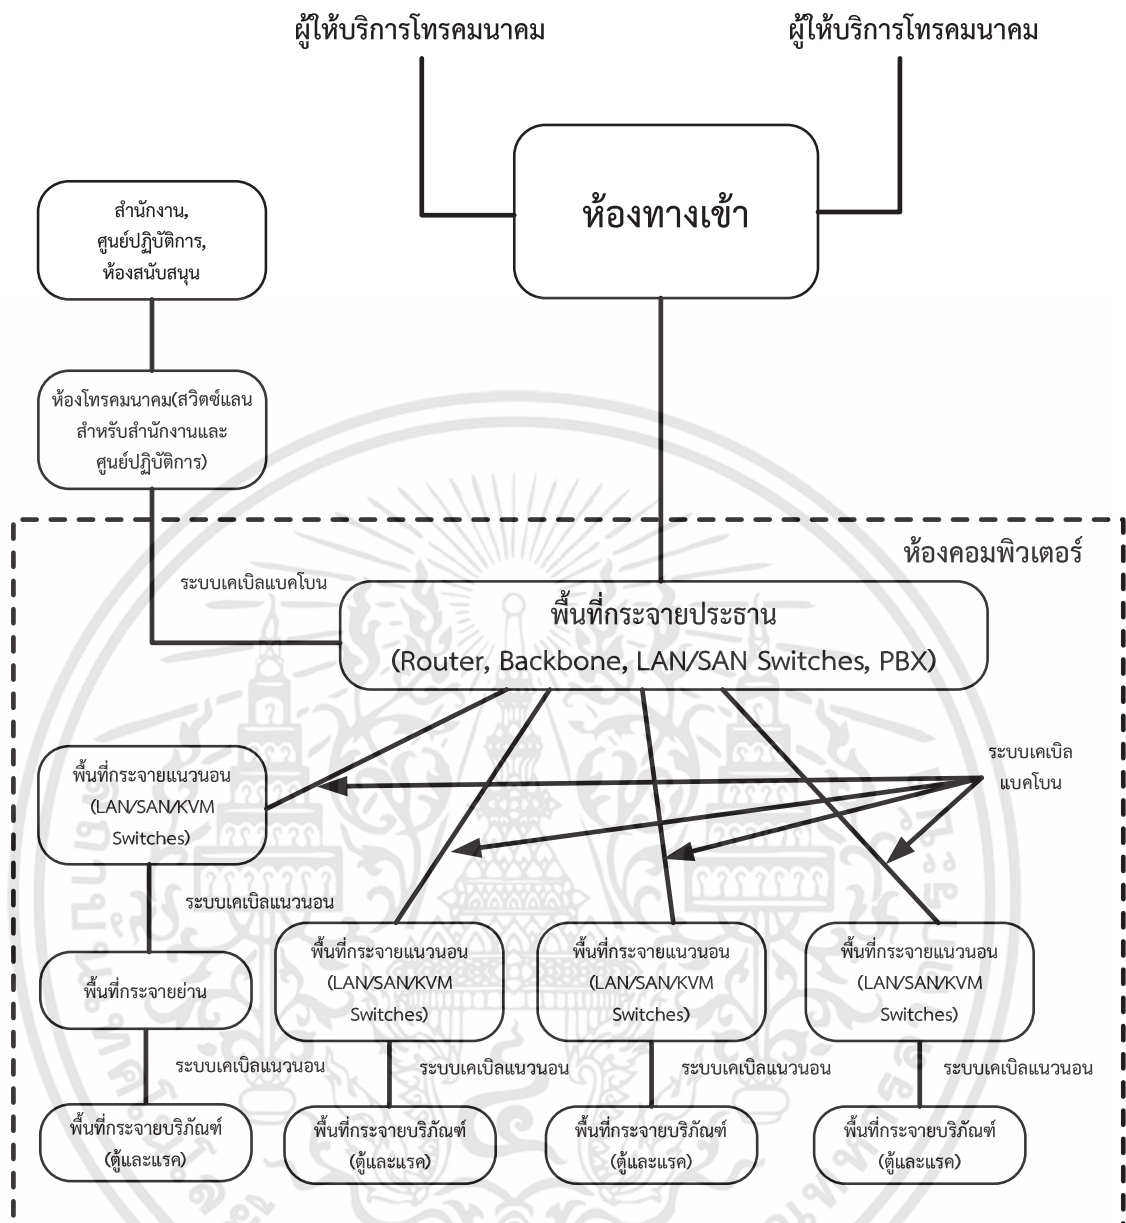 ผู้ให้บริการโทรคมนาคม
ผู้ให้บริการโทรคมนาคม
ห้องทางเข้า
สำนักงาน,
ศูนย์ปฏิบัติการ,
ห้องสนับสนุน
ห้องโทรคมนาคม(สวิตซ์แลน
สำหรับสำนักงานและ
ศูนย์ปฏิบัติการ)
ห้องคอมพิวเตอร์
ระบบเคเบิลแบคโบน
พื้นที่กระจายประธาน
(Router, Backbone, LAN/SAN Switches, PBX)
พื้นที่กระจายแนวนอน
(LAN/SAN/KVM
Switches)
ระบบเคเบิล
แบคโบน
ระบบเคเบิลแนวนอน
พื้นที่กระจายย่าน
พื้นที่กระจายแนวนอน
(LAN/SAN/KVM
Switches)
พื้นที่กระจายแนวนอน
(LAN/SAN/KVM
Switches)
พื้นที่กระจายแนวนอน
(LAN/SAN/KVM
Switches)
ระบบเคเบิลแนวนอน
ระบบเคเบิลแนวนอน
ระบบเคเบิลแนวนอน
ระบบเคเบิลแนวนอน
พื้นที่กระจายบริภัณฑ์
(ตู้และแรค)
พื้นที่กระจายบริภัณฑ์
(ตู้และแรค)
พื้นที่กระจายบริภัณฑ์
(ตู้และแรค)
พื้นที่กระจายบริภัณฑ์
(ตู้และแรค)